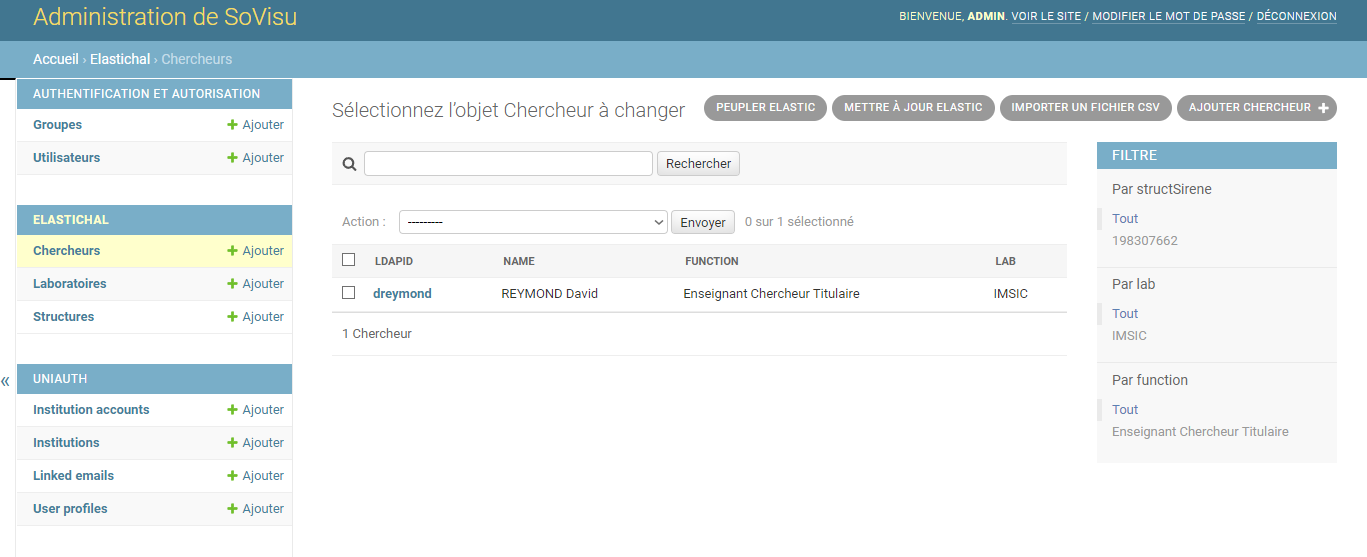 Administration de SoVisu
BIENVENUE, ADMIN. VOIR LE SITE / MODIFIER LE MOT DE PASSE / DÉCONNEXION
Accueil › Elastichal › Chercheurs
AUTHENTIFICATION ET AUTORISATION
Groupes + Ajouter
Utilisateurs + Ajouter
ELASTICHAL
Chercheurs + Ajouter
Laboratoires + Ajouter
Structures + Ajouter
«
UNIAUTH
Institution accounts + Ajouter
Institutions + Ajouter
Linked emails + Ajouter
User profiles + Ajouter
Sélectionnez l’objet Chercheur à changer
PEUPLER ELASTIC METTRE À JOUR ELASTIC IMPORTER UN FICHIER CSV AJOUTER CHERCHEUR +
Rechercher
Action : --------- Envoyer 0 sur 1 sélectionné
LDAPID NAME FUNCTION LAB
dreymond REYMOND David Enseignant Chercheur Titulaire IMSIC
1 Chercheur
FILTRE
Par structSirene
Tout
198307662
Par lab
Tout
IMSIC
Par function
Tout
Enseignant Chercheur Titulaire